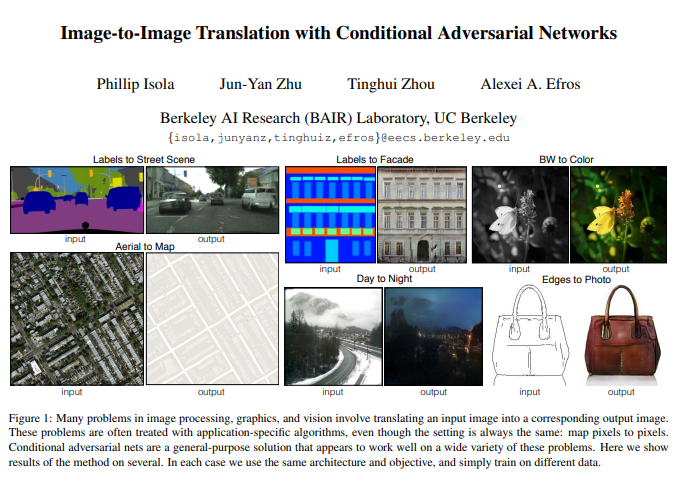 Image-to-Image Translation with Conditional Adversarial Networks
Phillip Isola Jun-Yan Zhu Tinghui Zhou Alexei A. Efros
Berkeley AI Research (BAIR) Laboratory, UC Berkeley
{isola,junyanz,tinghuiz,efros}@eecs.berkeley.edu
Labels to Street Scene
input output
Labels to Facade
input output
BW to Color
input output
Aerial to Map
input output
Day to Night
input output
Edges to Photo
input output
Figure 1: Many problems in image processing, graphics, and vision involve translating an input image into a corresponding output image.
These problems are often treated with application-specific algorithms, even though the setting is always the same: map pixels to pixels.
Conditional adversarial nets are a general-purpose solution that appears to work well on a wide variety of these problems. Here we show
results of the method on several. In each case we use the same architecture and objective, and simply train on different data.